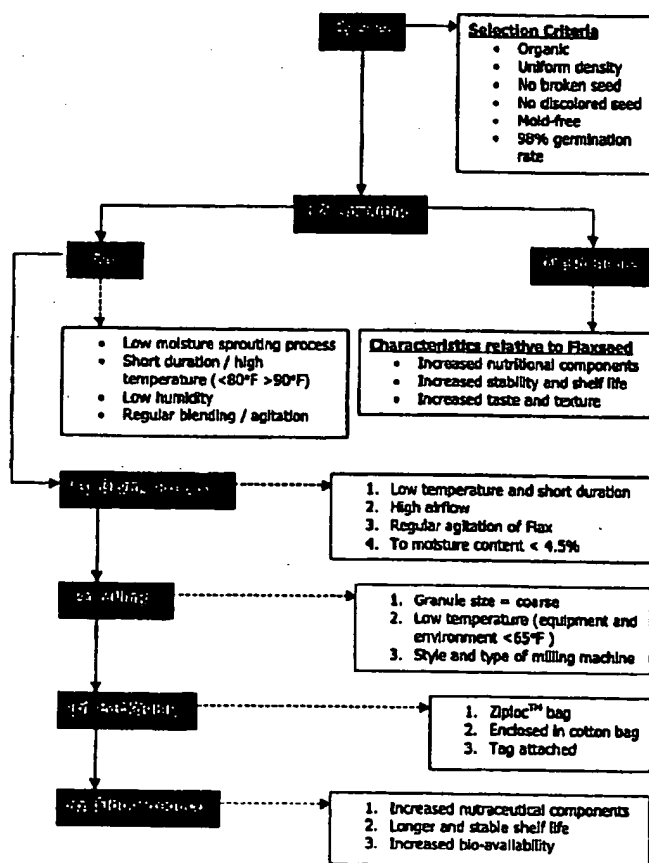 Selection Criteria
• Organic
• Uniform density
• No broken seed
• No discolored seed
• Mold-free
• 98% germination
rate
• Low moisture sprouting process
• Short duration / high
temperature (<80°F >90°F)
• Low humidity
• Regular blending / agitation
Characteristics relative to Flaxseed
• Increased nutritional components
• Increased stability and shelf life
• Increased taste and texture
1. Low temperature and short duration
2. High airflow
3. Regular agitation of Flax
4. To moisture content < 4.5%
1. Granule size = coarse
2. Low temperature (equipment and
environment <65°F )
3. Style and type of milling machine
1. Ziploc™ bag
2. Enclosed in cotton bag
3. Tag attached
1. Increased nutraceutical components
2. Longer and stable shelf life
3. Increased bio-availability